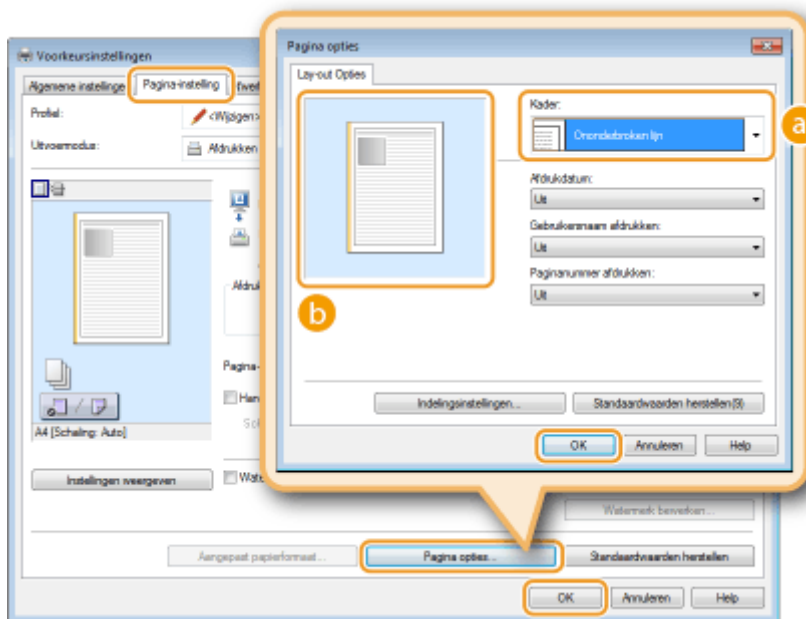 Voorkeursinstellingen
Algemene instellinge
Pagina-instelling
Profiel:
<Wijzigen>
Uitvoermodus:
Afdrukken
Pagina-
A4 [Schaling: Auto]
Instellingen weergeven
Wate
Watermerk bewerken...
Aangepast papierformaat...
Pagina opties...
Standaardwaarden herstellen
OK
Annuleren
Help
Pagina opties
Lay-out Opties
Kader:
Ononderbroken lijn
a
Afdrukdatum:
Uit
Gebruikersnaam afdrukken:
Uit
Paginanummer afdrukken:
Uit
b
Indelingsinstellingen...
Standaardwaarden herstellen(9)
OK
Annuleren
Help